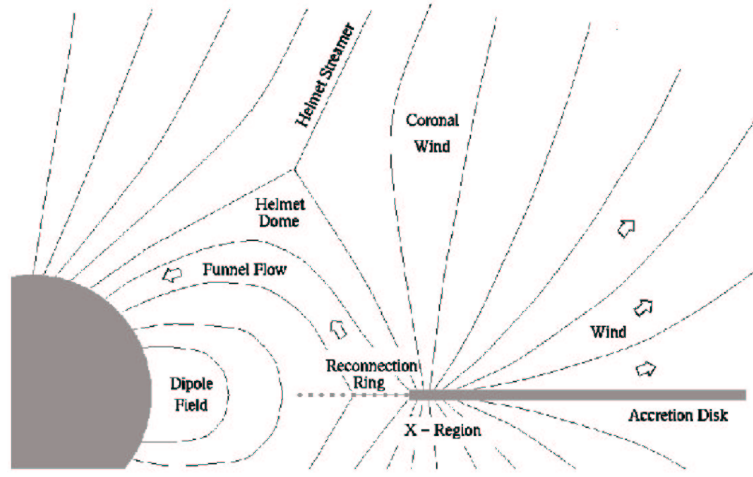 Helmet Streamer
Coronal
Wind
Helmet
Dome
Funnel Flow
Wind
Reconnection
Ring
Dipole
Field
Accretion Disk
X – Region